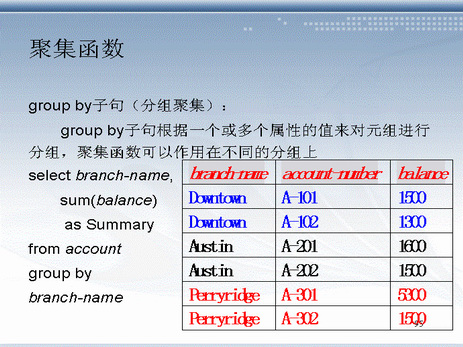 聚集函数
group by子句（分组聚集）：
group by子句根据一个或多个属性的值来对元组进行
分组，聚集函数可以作用在不同的分组上
select branch-name,
sum(balance)
as Summary
from account
group by
branch-name
branch-name account-number balance
Downtown A-101 1500
Downtown A-102 1300
Austin A-201 1600
Austin A-202 1500
Perryridge A-301 5300
Perryridge A-302 1500